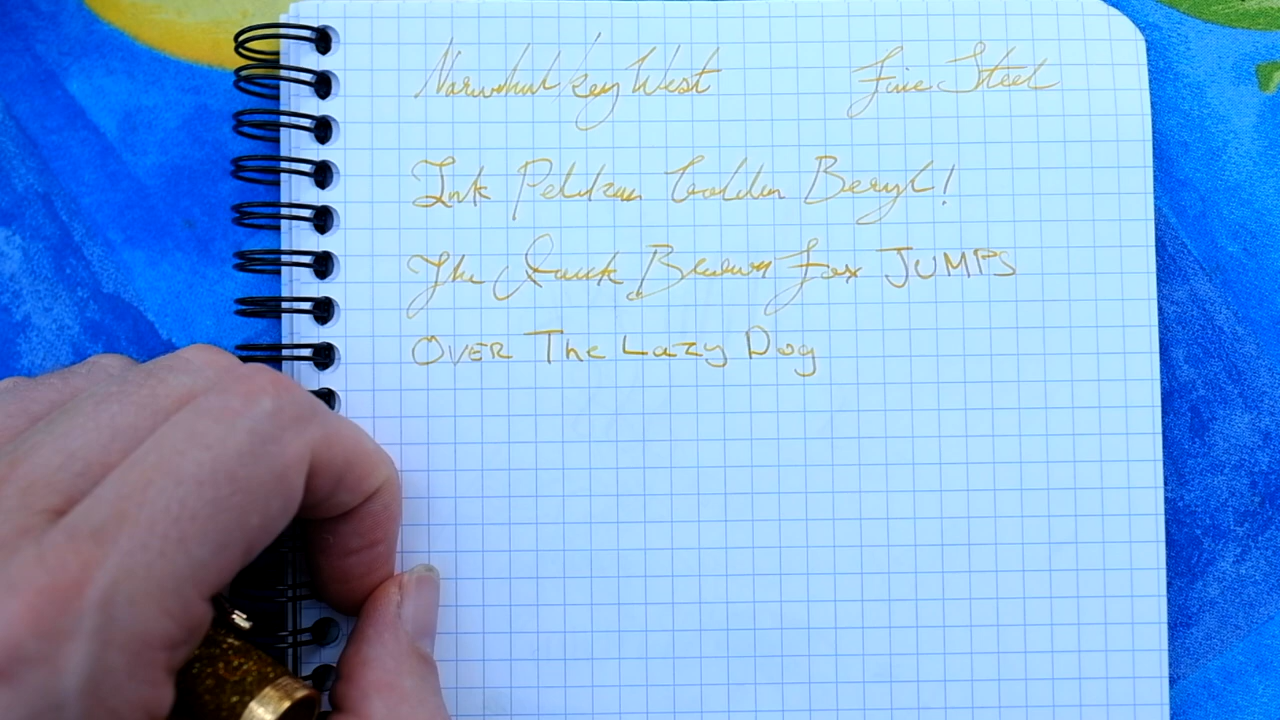 Narwhal Key West Fine Steel
Ink Pelikan Golden Beryl!
The Quick Brown Fox JUMPS
OVER The Lazy Dog